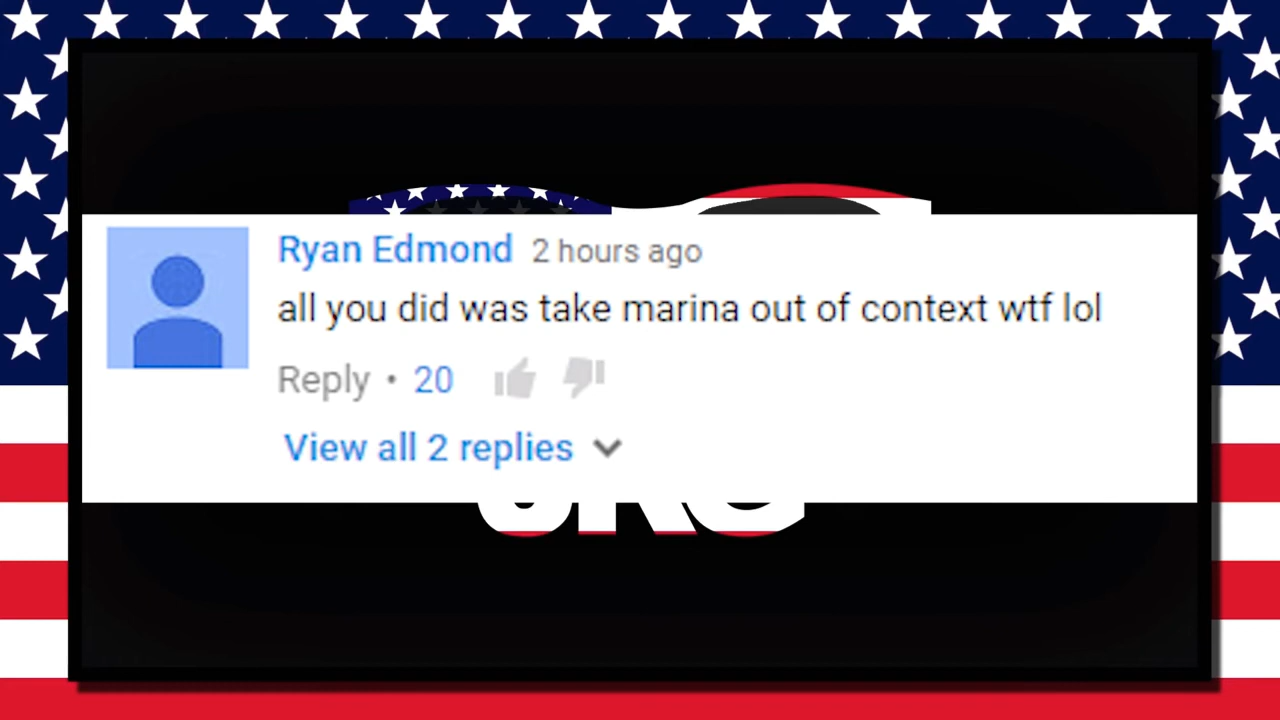 Ryan Edmond 2 hours ago
all you did was take marina out of context wtf lol
Reply • 20
View all 2 replies